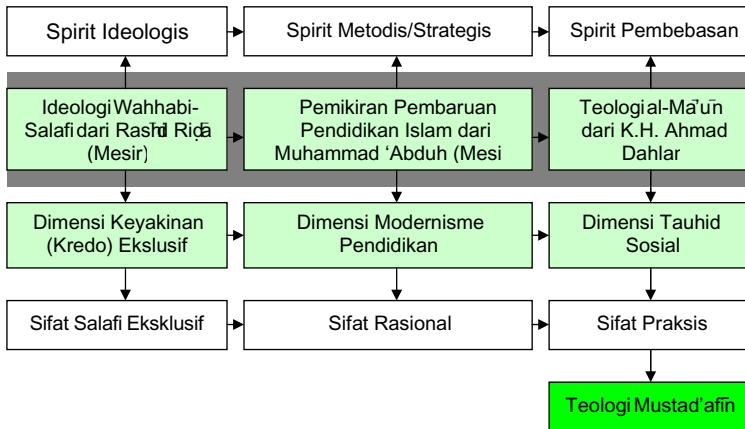 Spirit Ideologis
Spirit Metodis/Strategis
Spirit Pembebasan
Ideologi Wahhabi-
Salafi dari
(Mesir)
Pemikiran Pembaruan
Pendidikan Islam dari
Muhammad ‘Abduh (Mesi
Teologi al-Ma’ūn
dari K.H. Ahmad
Dahlar
Dimensi Keyakinan
(Kredo) Ekslusif
Dimensi Modernisme
Pendidikan
Dimensi Tauhid
Sosial
Sifat Salafi Eksklusif
Sifat Rasional
Sifat Praksis
Teologi Mustad’afīn